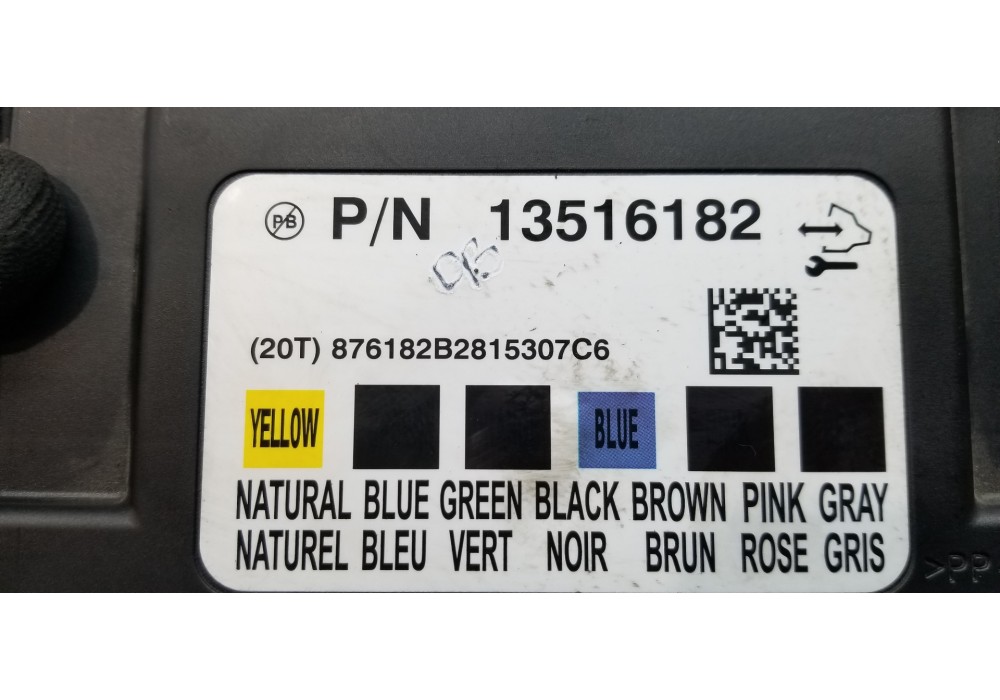 PB P/N 13516182
(20T) 876182B2815307C6
YELLOW BLUE
NATURAL BLUE GREEN BLACK BROWN PINK GRAY
NATUREL BLEU VERT NOIR BRUN ROSE GRIS
>PP